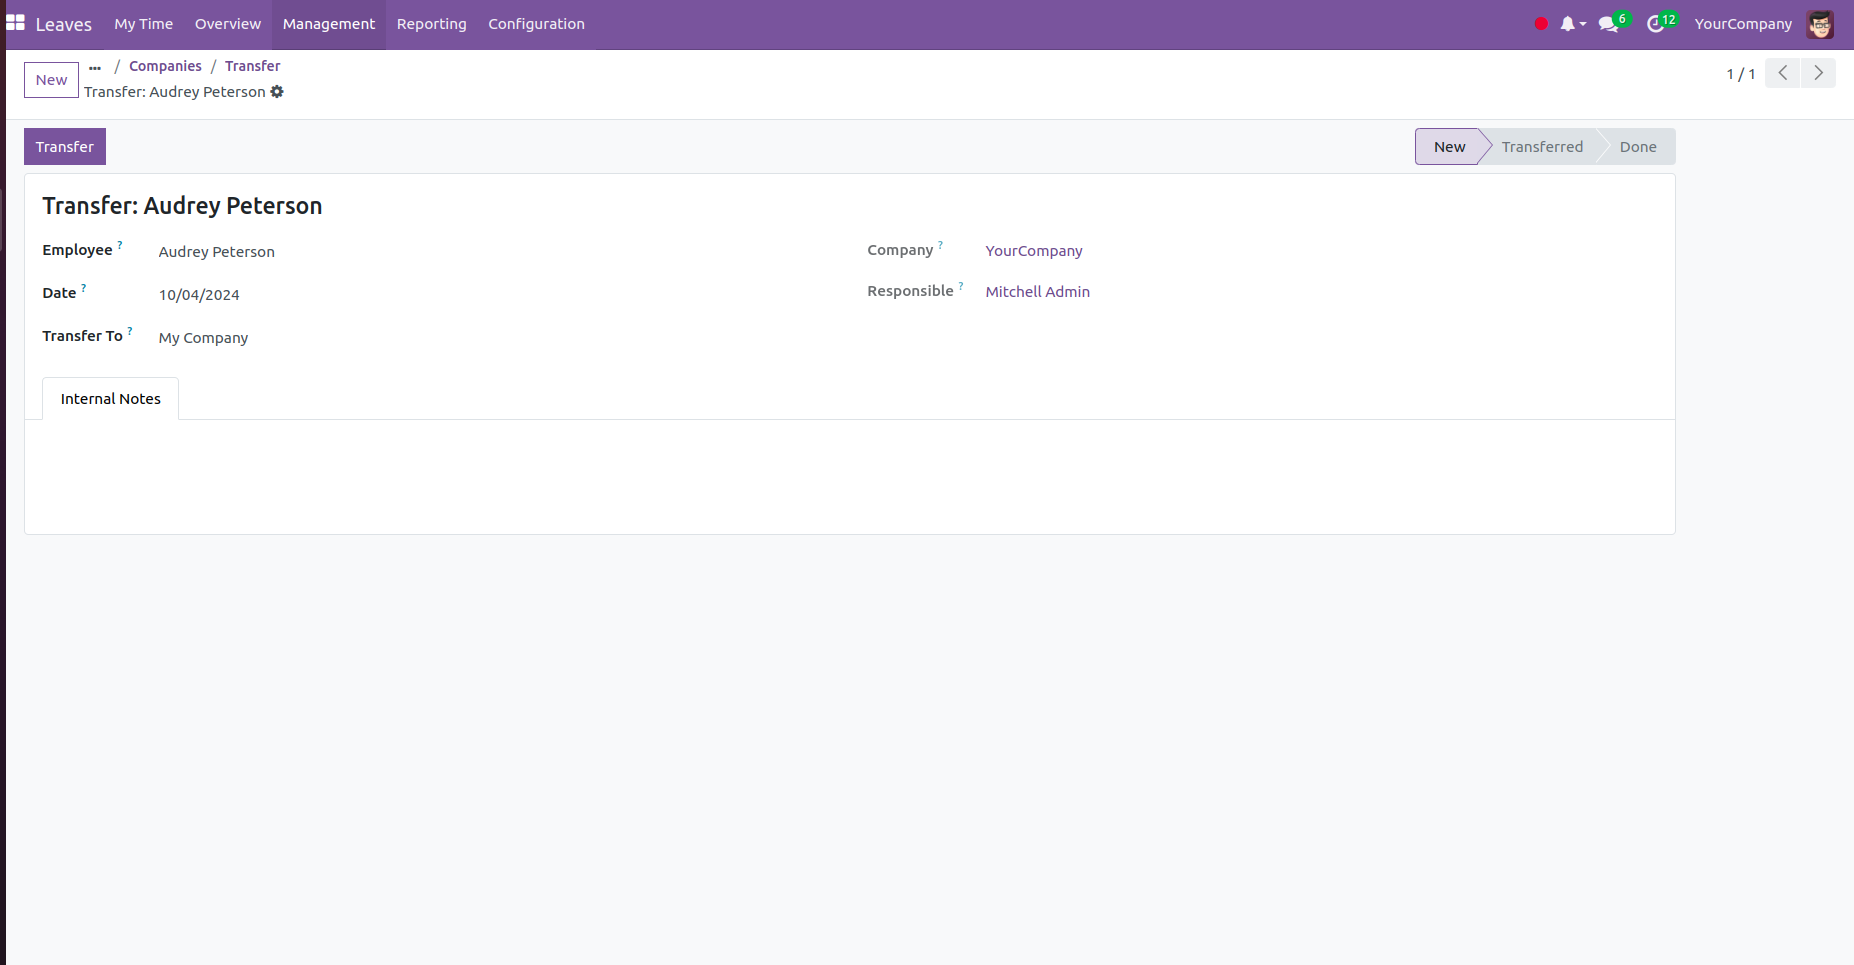 Leaves My Time Overview Management Reporting Configuration 6 12 YourCompany
New ... / Companies / Transfer 1 / 1
Transfer: Audrey Peterson
Transfer New Transferred Done
Transfer: Audrey Peterson
Employee ? Audrey Peterson Company ? YourCompany
Date ? 10/04/2024 Responsible ? Mitchell Admin
Transfer To ? My Company
Internal Notes